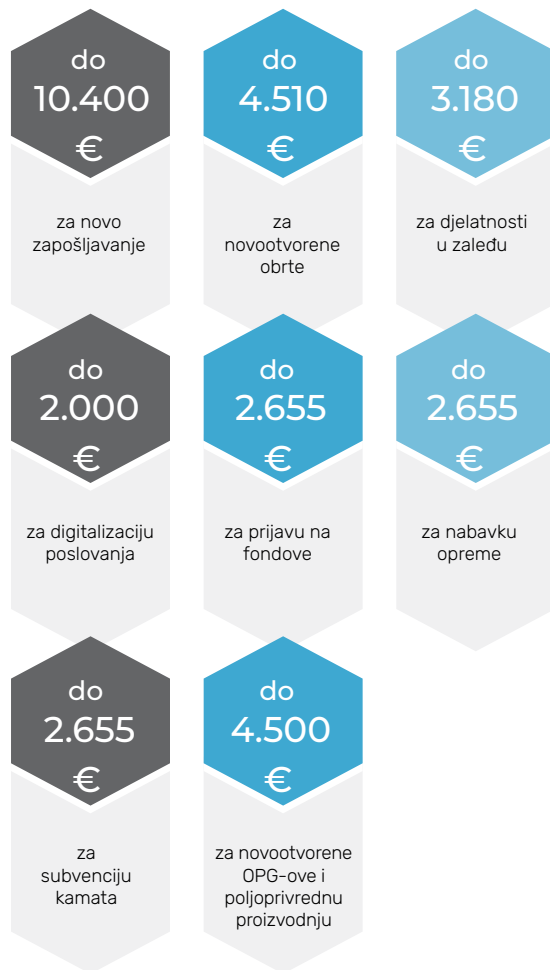 do
10.400
€
za novo
zapošljavanje
do
4.510
€
za
novootvorene
obrte
do
3.180
€
za djelatnosti
u zaleđu
do
2.000
€
za digitalizaciju
poslovanja
do
2.655
€
za prijavu na
fondove
do
2.655
€
za nabavku
opreme
do
2.655
€
za
subvenciju
kamata
do
4.500
€
za novootvorene
OPG-ove i
poljoprivrednu
proizvodnju